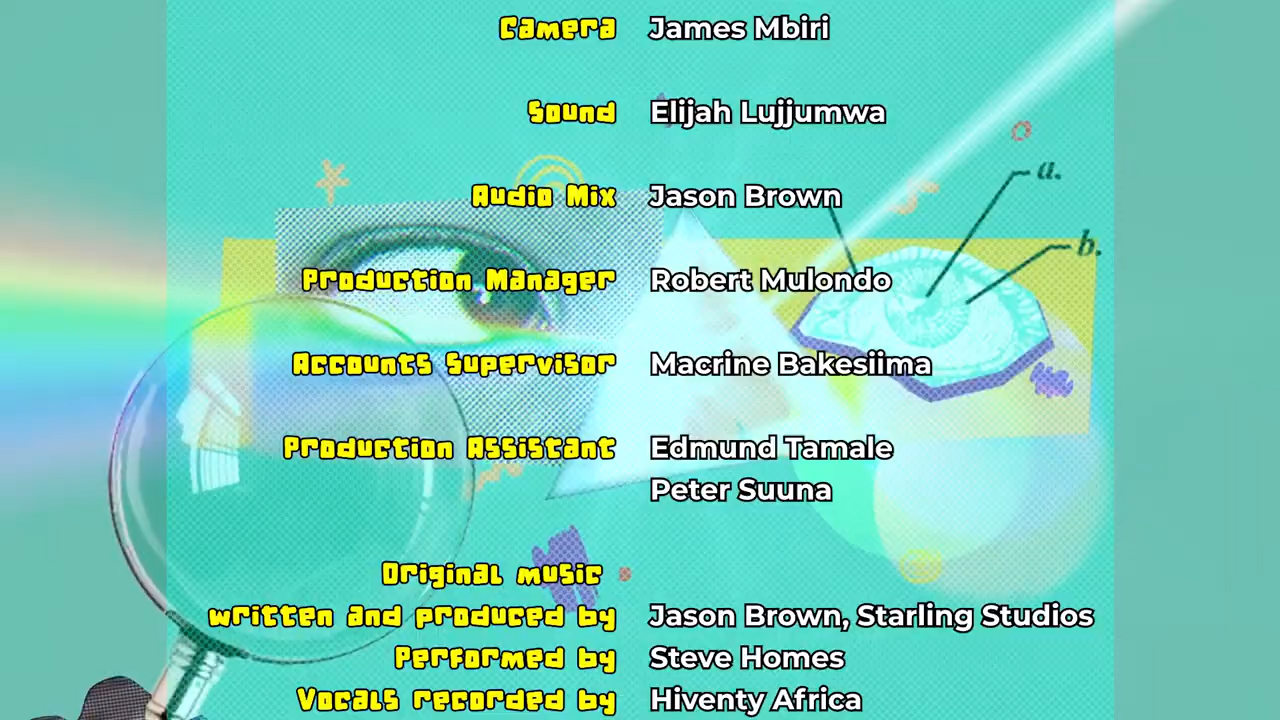 Camera James Mbiri
Sound Elijah Lujjumwa
Audio Mix Jason Brown
a.
b.
Production Manager Robert Mulondo
Accounts Supervisor Macrine Bakesiima
Production Assistant Edmund Tamale
Peter Suuna
Original music
written and produced by Jason Brown, Starling Studios
Performed by Steve Homes
Vocals recorded by Hiventy Africa